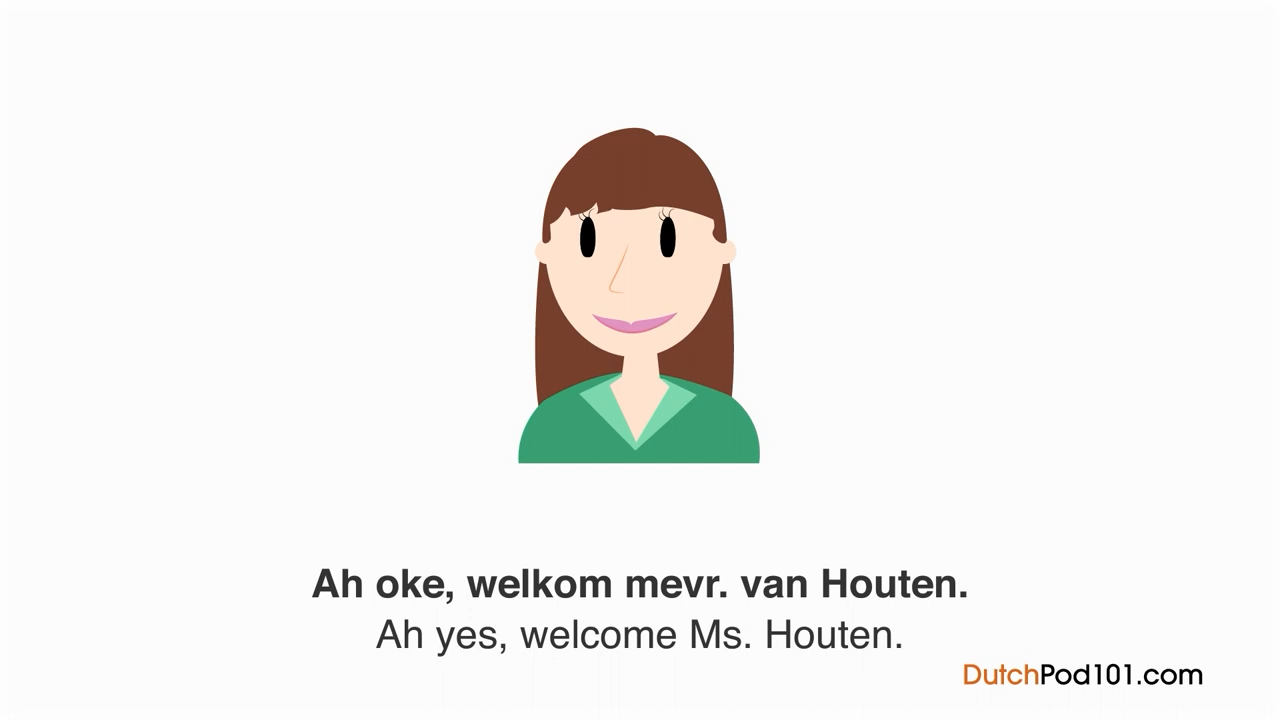 Ah oke, welkom mevr. van Houten.
Ah yes, welcome Ms. Houten.
DutchPod101.com